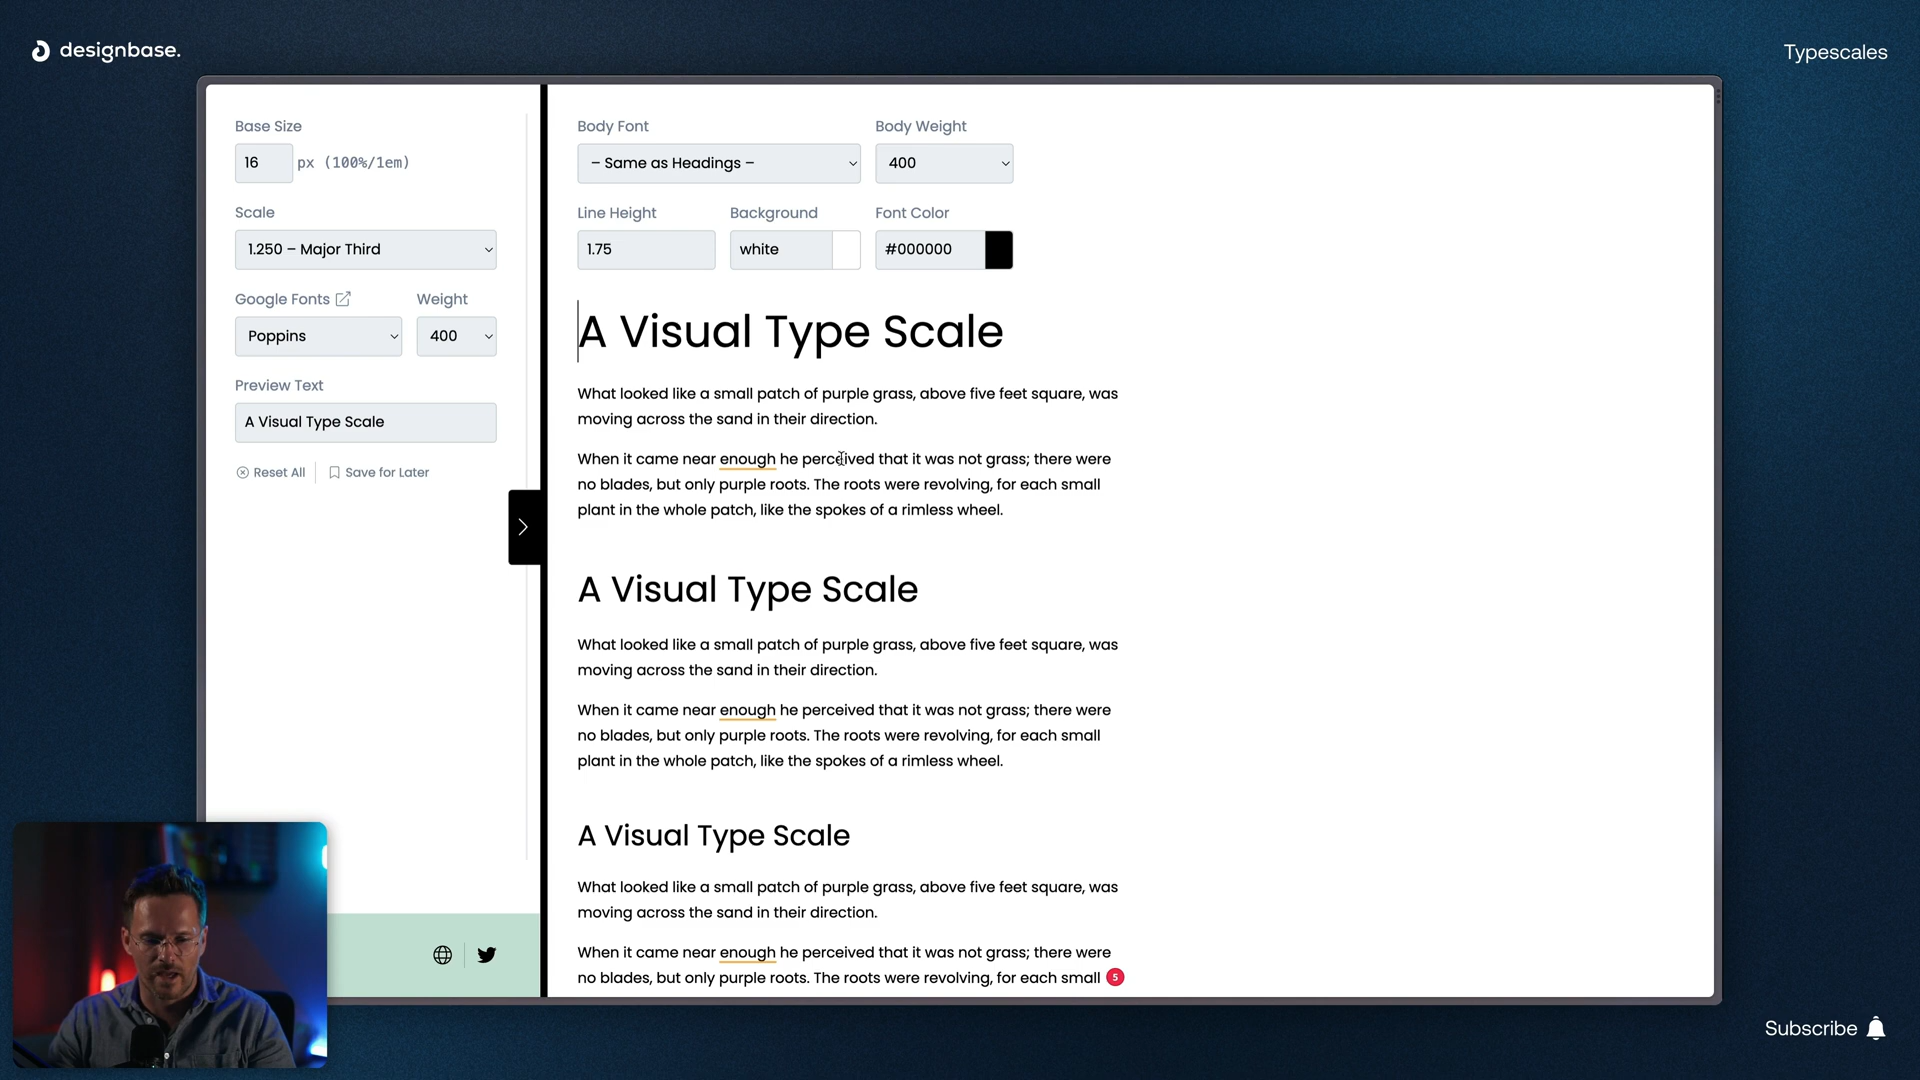 designbase.
Typescales
Base Size
16 px (100%/1em)
Scale
1.250 – Major Third
Google Fonts Weight
Poppins 400
Preview Text
A Visual Type Scale
Reset All Save for Later
Body Font Body Weight
– Same as Headings – 400
Line Height Background Font Color
1.75 white #000000
A Visual Type Scale
What looked like a small patch of purple grass, above five feet square, was
moving across the sand in their direction.
When it came near enough he perceived that it was not grass; there were
no blades, but only purple roots. The roots were revolving, for each small
plant in the whole patch, like the spokes of a rimless wheel.
A Visual Type Scale
What looked like a small patch of purple grass, above five feet square, was
moving across the sand in their direction.
When it came near enough he perceived that it was not grass; there were
no blades, but only purple roots. The roots were revolving, for each small
plant in the whole patch, like the spokes of a rimless wheel.
A Visual Type Scale
What looked like a small patch of purple grass, above five feet square, was
moving across the sand in their direction.
When it came near enough he perceived that it was not grass; there were
no blades, but only purple roots. The roots were revolving, for each small 5
Subscribe